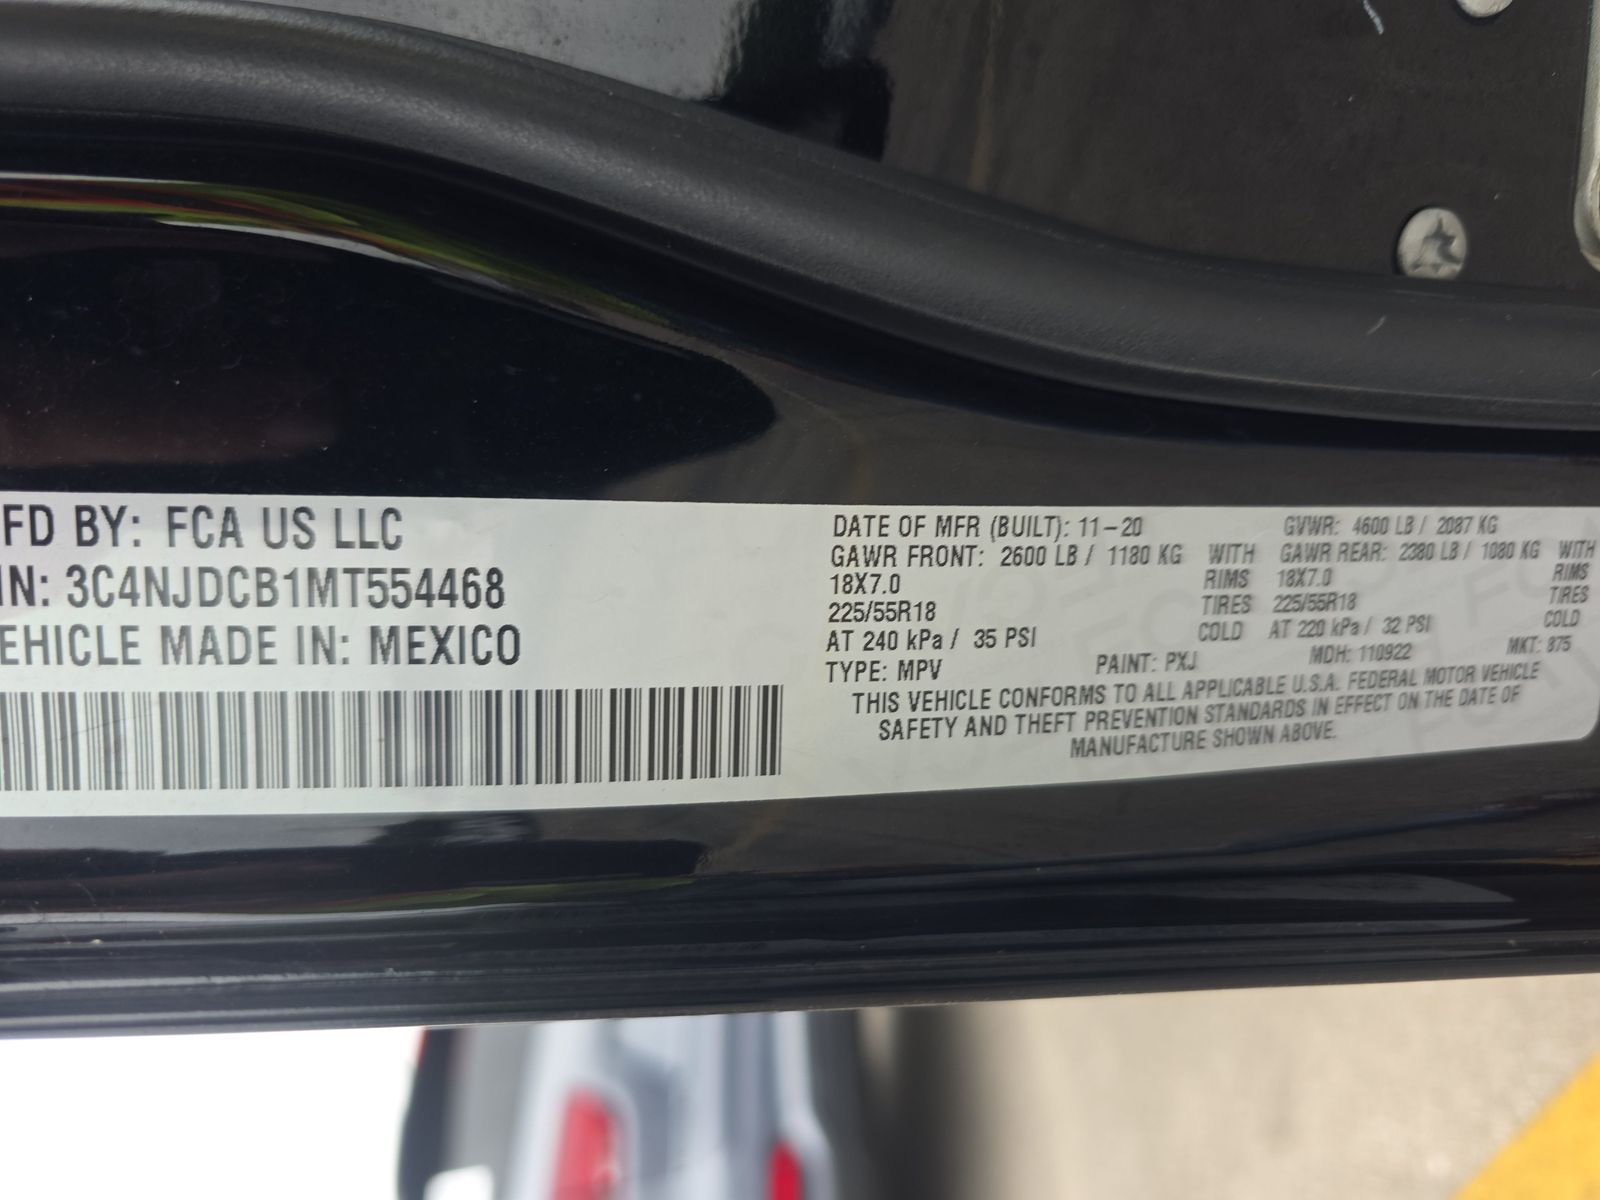 FD BY: FCA US LLC
IN: 3C4NJDCB1MT554468
EHICLE MADE IN: MEXICO
DATE OF MFR (BUILT): 11-20 GVWR: 4600 LB / 2087 KG
GAWR FRONT: 2600 LB / 1180 KG WITH GAWR REAR: 2380 LB / 1080 KG WITH
18X7.0 RIMS 18X7.0 RIMS
225/55R18 TIRES 225/55R18 TIRES
AT 240 kPa / 35 PSI COLD AT 220 kPa / 32 PSI COLD
TYPE: MPV PAINT: PXJ MDH: 110922 MKT: 875
THIS VEHICLE CONFORMS TO ALL APPLICABLE U.S.A. FEDERAL MOTOR VEHICLE
SAFETY AND THEFT PREVENTION STANDARDS IN EFFECT ON THE DATE OF
MANUFACTURE SHOWN ABOVE.